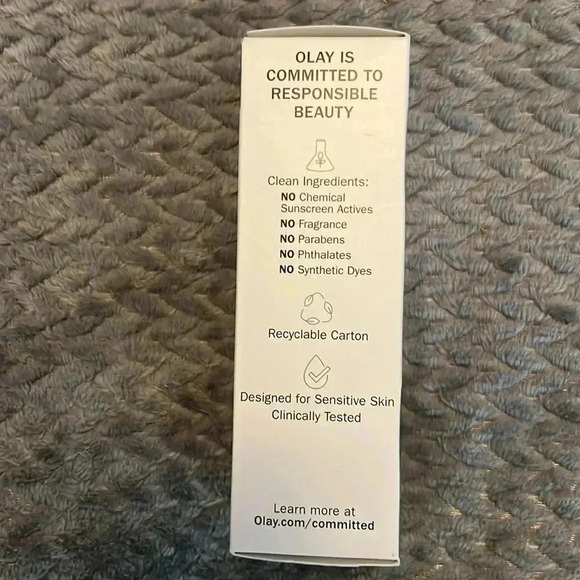 OLAY IS
COMMITTED TO
RESPONSIBLE
BEAUTY
Clean Ingredients:
NO Chemical
Sunscreen Actives
NO Fragrance
NO Parabens
NO Phthalates
NO Synthetic Dyes
Recyclable Carton
Designed for Sensitive Skin
Clinically Tested
Learn more at
Olay.com/committed